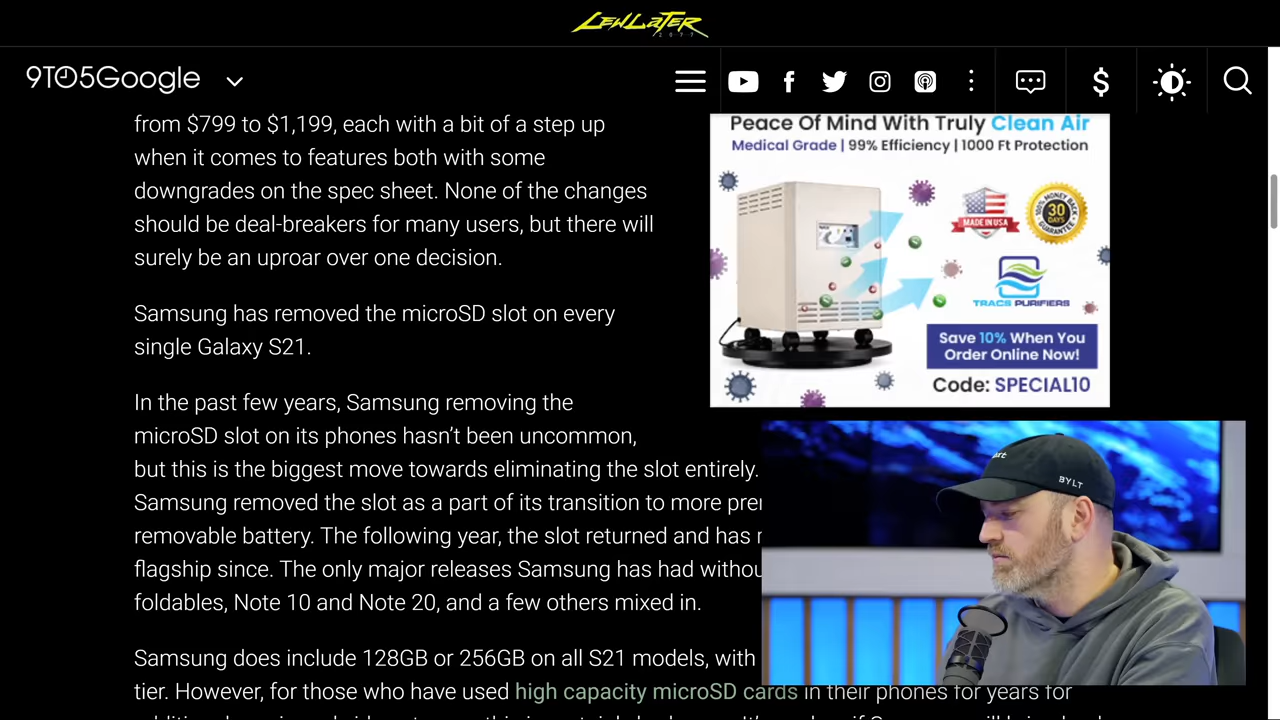 LEWLATER
2077
9TO5Google
from $799 to $1,199, each with a bit of a step up
when it comes to features both with some
downgrades on the spec sheet. None of the changes
should be deal-breakers for many users, but there will
surely be an uproar over one decision.
Samsung has removed the microSD slot on every
single Galaxy S21.
In the past few years, Samsung removing the
microSD slot on its phones hasn't been uncommon,
but this is the biggest move towards eliminating the slot entirely.
Samsung removed the slot as a part of its transition to more
removable battery. The following year, the slot returned and has
flagship since. The only major releases Samsung has had
foldables, Note 10 and Note 20, and a few others mixed in.
Samsung does include 128GB or 256GB on all S21 models, with
tier. However, for those who have used high capacity microSD cards in their phones for years for
Peace Of Mind With Truly Clean Air
Medical Grade | 99% Efficiency | 1000 Ft Protection
MADE IN USA
100% MONEY BACK
30
DAYS
GUARANTEE
TRACS PURIFIERS
Save 10% When You
Order Online Now!
Code: SPECIAL10
BYLT